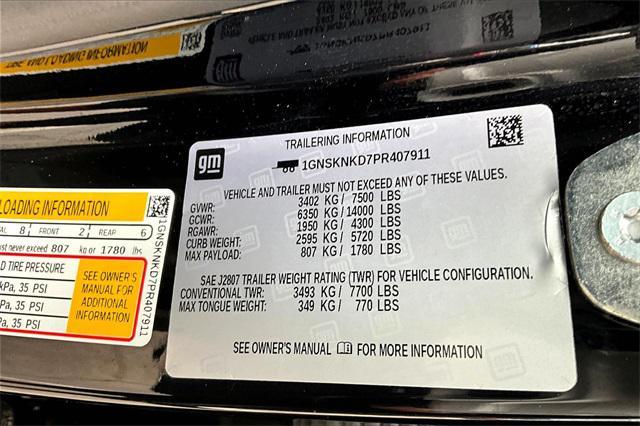 TRAILERING INFORMATION
gm
1GNSKNKD7PR407911
VEHICLE AND TRAILER MUST NOT EXCEED ANY OF THESE VALUES.
GVWR: 3402 KG / 7500 LBS
GCWR: 6350 KG / 14000 LBS
RGAWR: 1950 KG / 4300 LBS
CURB WEIGHT: 2595 KG / 5720 LBS
MAX PAYLOAD: 807 KG / 1780 LBS
SAE J2807 TRAILER WEIGHT RATING (TWR) FOR VEHICLE CONFIGURATION.
CONVENTIONAL TWR: 3493 KG / 7700 LBS
MAX TONGUE WEIGHT: 349 KG / 770 LBS
SEE OWNER'S MANUAL FOR MORE INFORMATION
LOADING INFORMATION
8 FRONT 2 REAR 6
never exceed 807 kg or 1780 lbs
TIRE PRESSURE
kPa, 35 PSI
kPa, 35 PSI
kPa, 35 PSI
SEE OWNER'S
MANUAL FOR
ADDITIONAL
INFORMATION
1GNSKNKD7PR407911